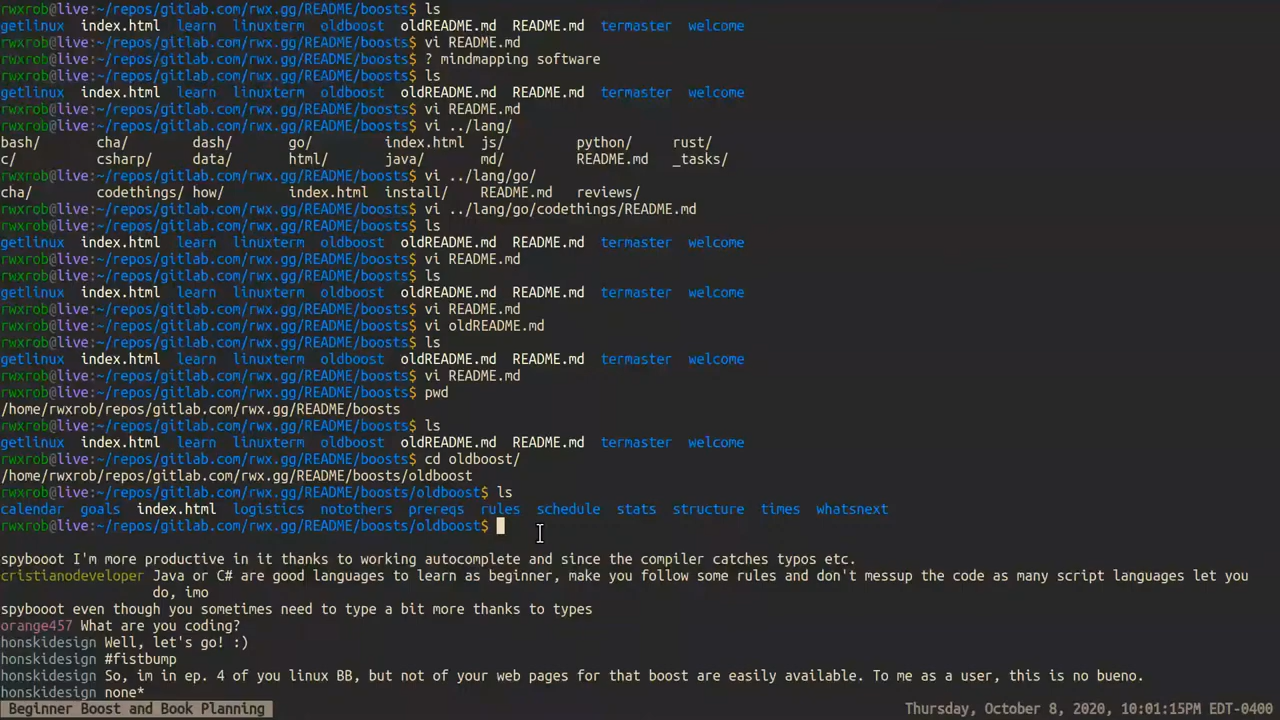 rwxrob@live:~/repos/gitlab.com/rwx.gg/README/boosts$ ls
getlinux index.html learn linuxterm oldboost oldREADME.md README.md termaster welcome
rwxrob@live:~/repos/gitlab.com/rwx.gg/README/boosts$ vi README.md
rwxrob@live:~/repos/gitlab.com/rwx.gg/README/boosts$ ? mindmapping software
rwxrob@live:~/repos/gitlab.com/rwx.gg/README/boosts$ ls
getlinux index.html learn linuxterm oldboost oldREADME.md README.md termaster welcome
rwxrob@live:~/repos/gitlab.com/rwx.gg/README/boosts$ vi README.md
rwxrob@live:~/repos/gitlab.com/rwx.gg/README/boosts$ vi ../lang/
bash/ cha/ dash/ go/ index.html js/ python/ rust/
c/ csharp/ data/ html/ java/ md/ README.md _tasks/
rwxrob@live:~/repos/gitlab.com/rwx.gg/README/boosts$ vi ../lang/go/
cha/ codethings/ how/ index.html install/ README.md reviews/
rwxrob@live:~/repos/gitlab.com/rwx.gg/README/boosts$ vi ../lang/go/codethings/README.md
rwxrob@live:~/repos/gitlab.com/rwx.gg/README/boosts$ ls
getlinux index.html learn linuxterm oldboost oldREADME.md README.md termaster welcome
rwxrob@live:~/repos/gitlab.com/rwx.gg/README/boosts$ vi README.md
rwxrob@live:~/repos/gitlab.com/rwx.gg/README/boosts$ ls
getlinux index.html learn linuxterm oldboost oldREADME.md README.md termaster welcome
rwxrob@live:~/repos/gitlab.com/rwx.gg/README/boosts$ vi README.md
rwxrob@live:~/repos/gitlab.com/rwx.gg/README/boosts$ vi oldREADME.md
rwxrob@live:~/repos/gitlab.com/rwx.gg/README/boosts$ ls
getlinux index.html learn linuxterm oldboost oldREADME.md README.md termaster welcome
rwxrob@live:~/repos/gitlab.com/rwx.gg/README/boosts$ vi README.md
rwxrob@live:~/repos/gitlab.com/rwx.gg/README/boosts$ pwd
/home/rwxrob/repos/gitlab.com/rwx.gg/README/boosts
rwxrob@live:~/repos/gitlab.com/rwx.gg/README/boosts$ ls
getlinux index.html learn linuxterm oldboost oldREADME.md README.md termaster welcome
rwxrob@live:~/repos/gitlab.com/rwx.gg/README/boosts$ cd oldboost/
/home/rwxrob/repos/gitlab.com/rwx.gg/README/boosts/oldboost
rwxrob@live:~/repos/gitlab.com/rwx.gg/README/boosts/oldboost$ ls
calendar goals index.html logistics notothers prereqs rules schedule stats structure times whatsnext
rwxrob@live:~/repos/gitlab.com/rwx.gg/README/boosts/oldboost$
spybooot I'm more productive in it thanks to working autocomplete and since the compiler catches typos etc.
cristianodeveloper Java or C# are good languages to learn as beginner, make you follow some rules and don't messup the code as many script languages let you
do, imo
spybooot even though you sometimes need to type a bit more thanks to types
orange457 What are you coding?
honskidesign Well, let's go! :)
honskidesign #fistbump
honskidesign So, im in ep. 4 of you linux BB, but not of your web pages for that boost are easily available. To me as a user, this is no bueno.
honskidesign none*
Beginner Boost and Book Planning Thursday, October 8, 2020, 10:01:15PM EDT-0400